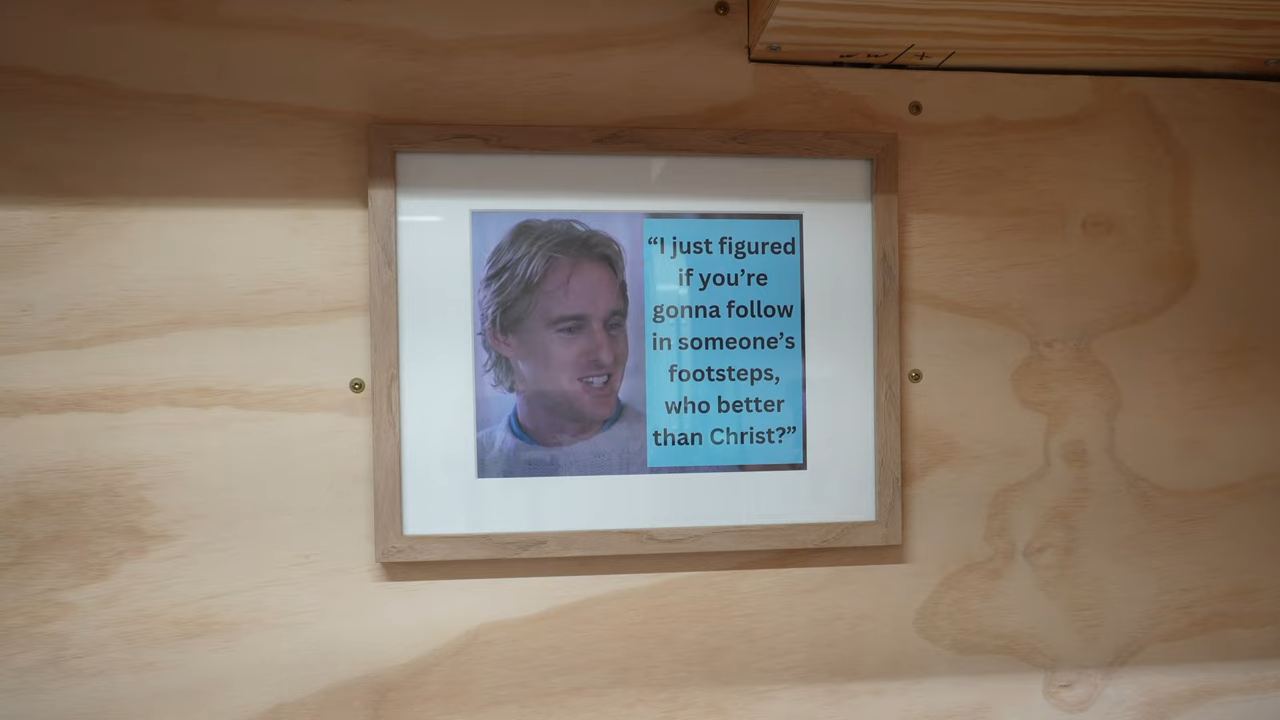 “I just figured
if you’re
gonna follow
in someone’s
footsteps,
who better
than Christ?”